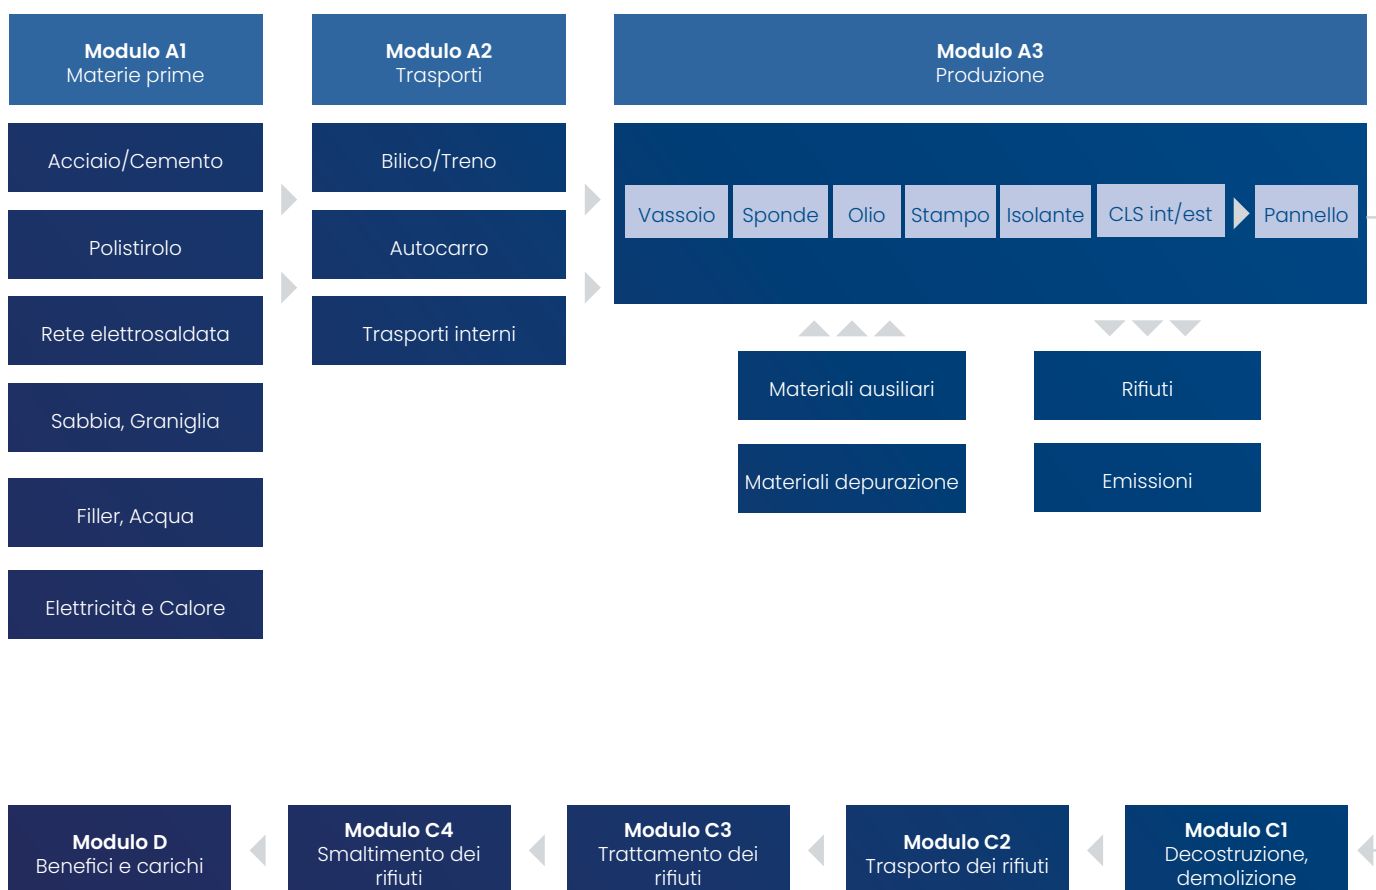 Modulo A1
Materie prime
Modulo A2
Trasporti
Modulo A3
Produzione
Acciaio/Cemento
Polistirolo
Rete elettrosaldata
Sabbia, Graniglia
Filler, Acqua
Elettricità e Calore
Bilico/Treno
Autocarro
Trasporti interni
Vassoio
Sponde
Olio
Stampo
Isolante
CLS int/est
Pannello
Materiali ausiliari
Materiali depurazione
Rifiuti
Emissioni
Modulo D
Benefici e carichi
Modulo C4
Smaltimento dei
rifiuti
Modulo C3
Trattamento dei
rifiuti
Modulo C2
Trasporto dei rifiuti
Modulo C1
Decostruzione,
demolizione